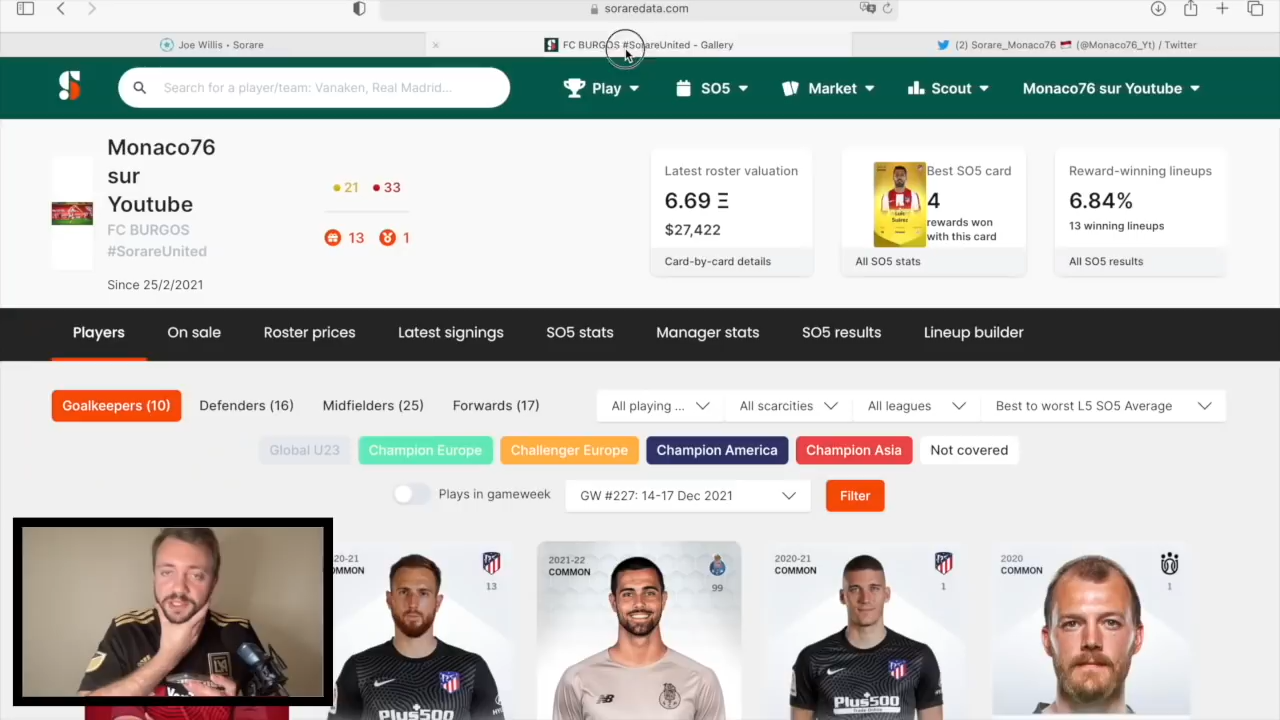 soraredata.com
Joe Willis • Sorare
FC BURGOS #SorareUnited - Gallery
(2) Sorare_Monaco76 🇮🇩 (@Monaco76_Yt) / Twitter
Search for a player/team: Vanaken, Real Madrid...
Play
SO5
Market
Scout
Monaco76 sur Youtube
Monaco76
sur
Youtube
FC BURGOS
#SorareUnited
Since 25/2/2021
21
33
13
1
Latest roster valuation
6.69 Ξ
$27,422
Card-by-card details
Best SO5 card
4
rewards won
with this card
All SO5 stats
Reward-winning lineups
6.84%
13 winning lineups
All SO5 results
Players
On sale
Roster prices
Latest signings
SO5 stats
Manager stats
SO5 results
Lineup builder
Goalkeepers (10)
Defenders (16)
Midfielders (25)
Forwards (17)
All playing ...
All scarcities
All leagues
Best to worst L5 SO5 Average
Global U23
Champion Europe
Challenger Europe
Champion America
Champion Asia
Not covered
Plays in gameweek
GW #227: 14-17 Dec 2021
Filter
20-21
MMON
13
2021-22
COMMON
99
2020-21
COMMON
1
2020
COMMON
1
Plus500
Plus500